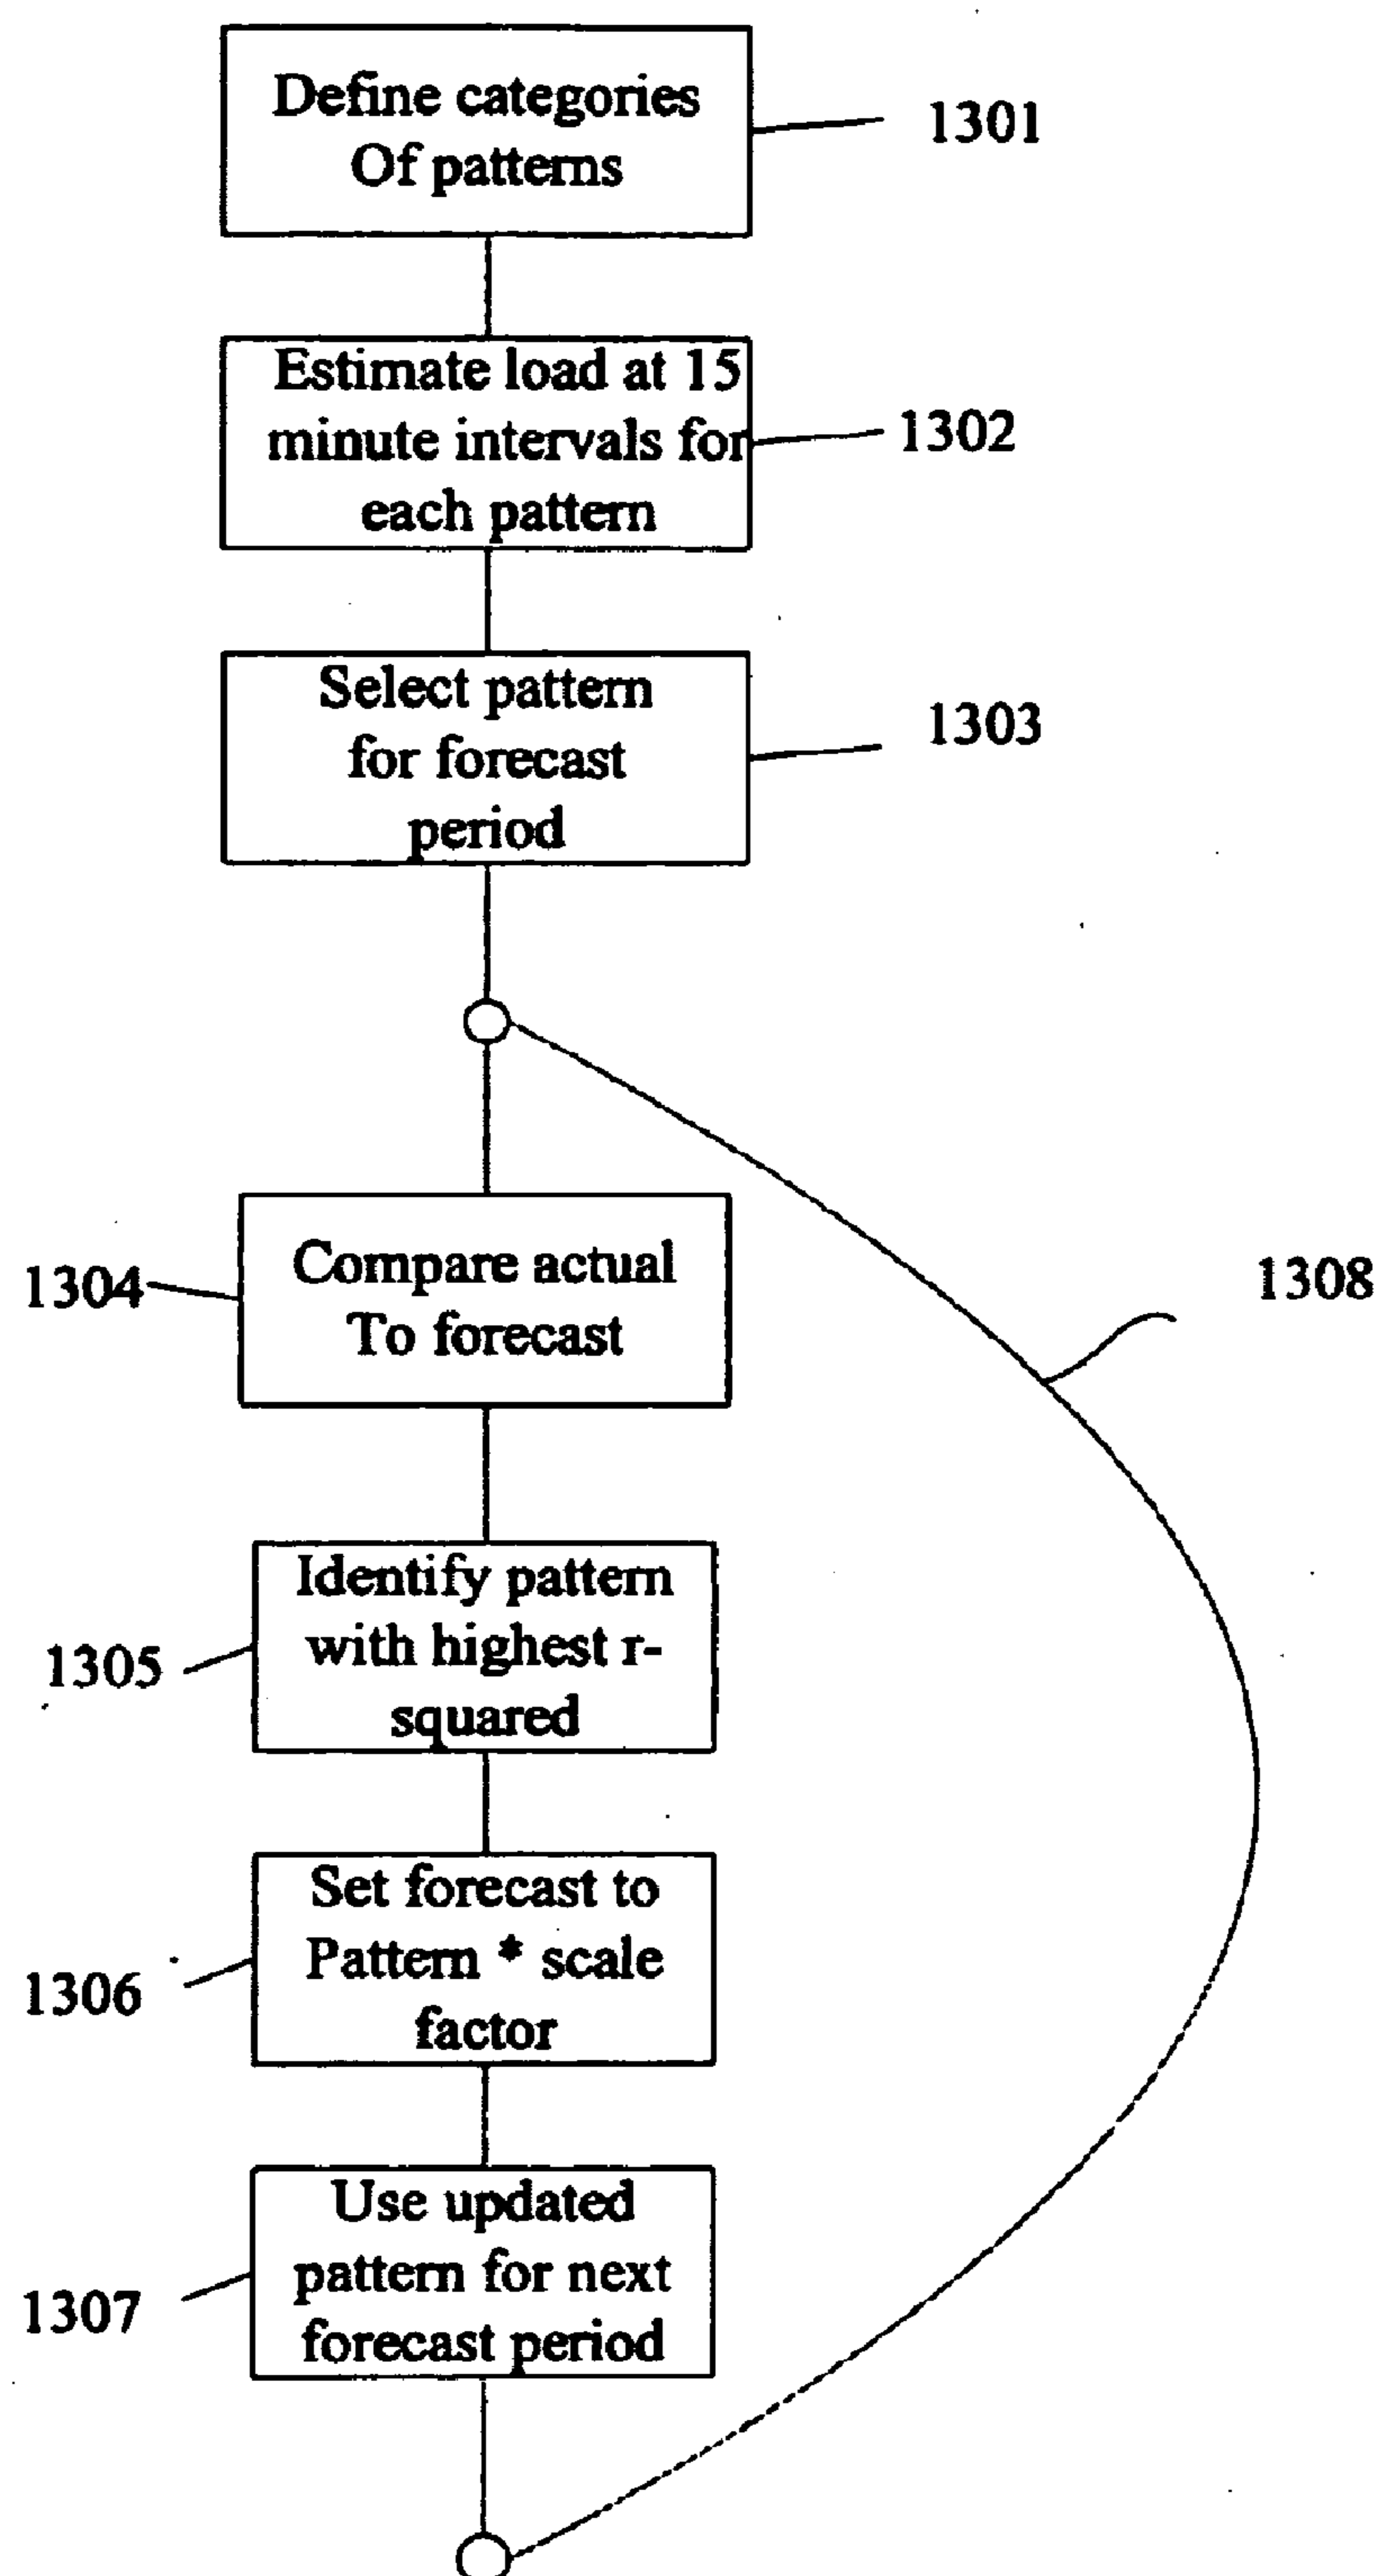 Define categories
Of patterns
1301
Estimate load at 15
minute intervals for
each pattern
1302
Select pattern
for forecast
period
1303
Compare actual
To forecast
1304
1308
Identify pattern
with highest r-
squared
1305
Set forecast to
Pattern * scale
factor
1306
Use updated
pattern for next
forecast period
1307